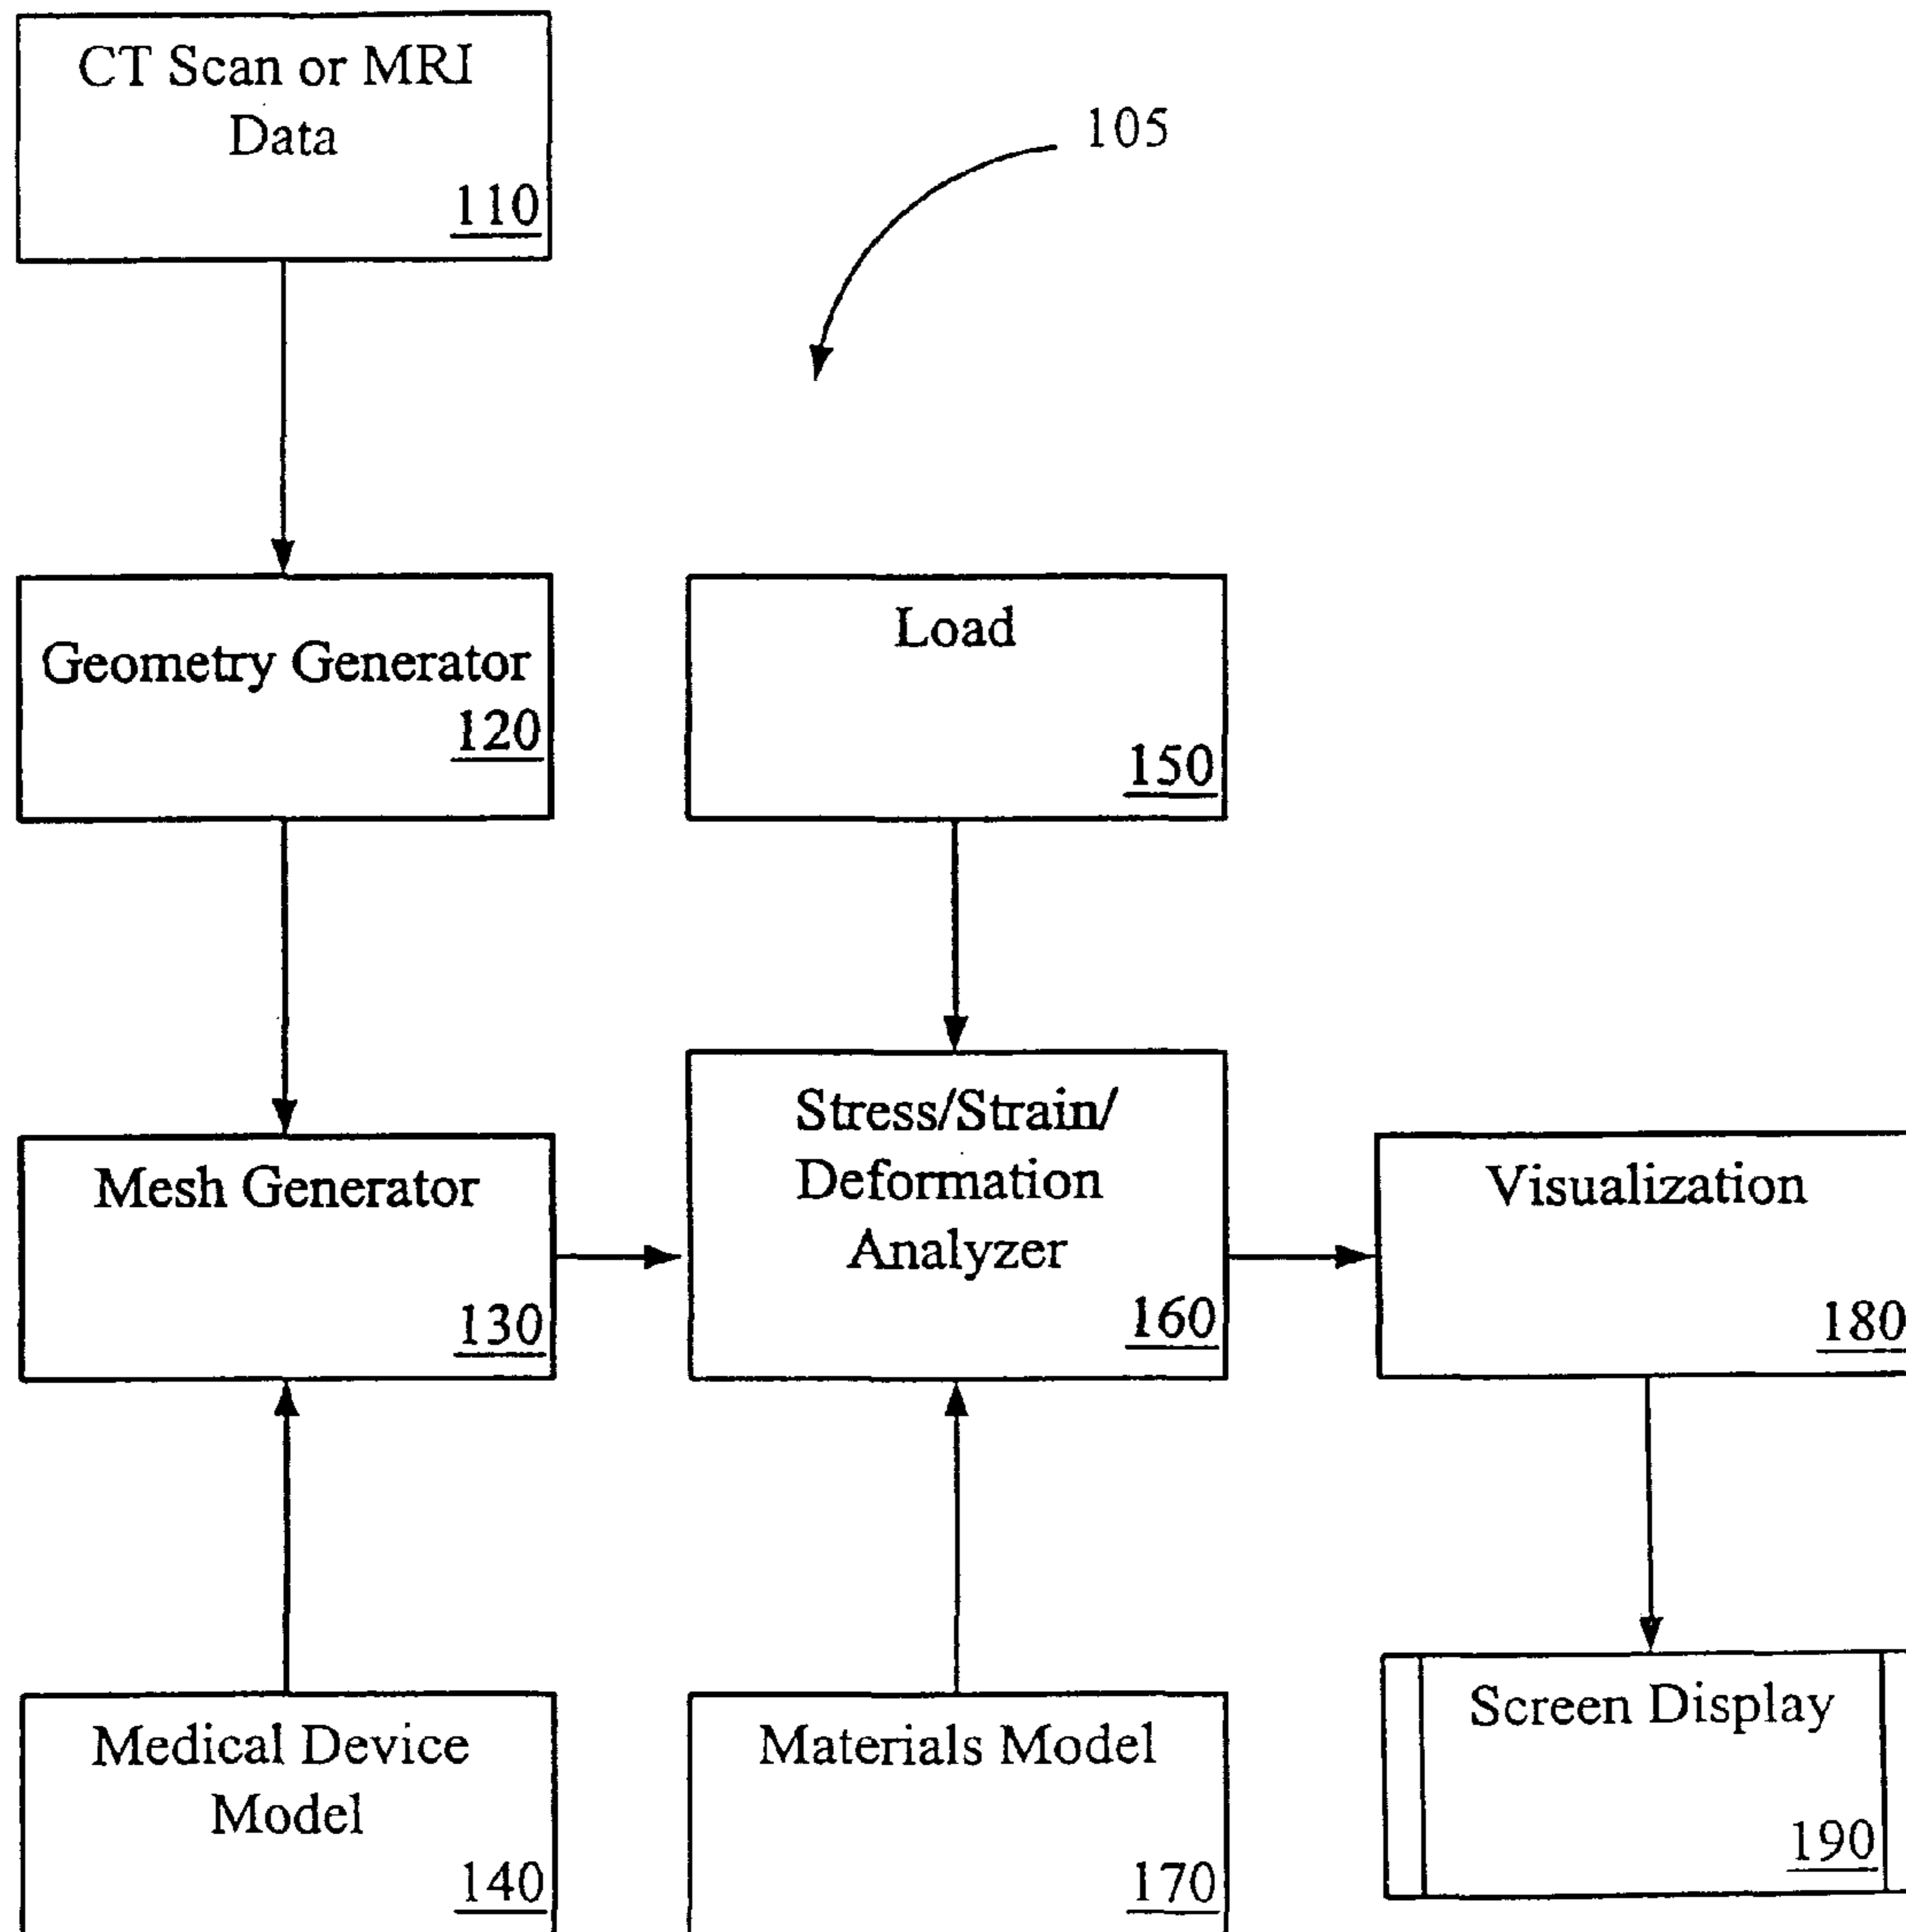 CT Scan or MRI
Data
110
105
Geometry Generator
120
Load
150
Mesh Generator
130
Stress/Strain/
Deformation
Analyzer
160
Visualization
180
Medical Device
Model
140
Materials Model
170
Screen Display
190